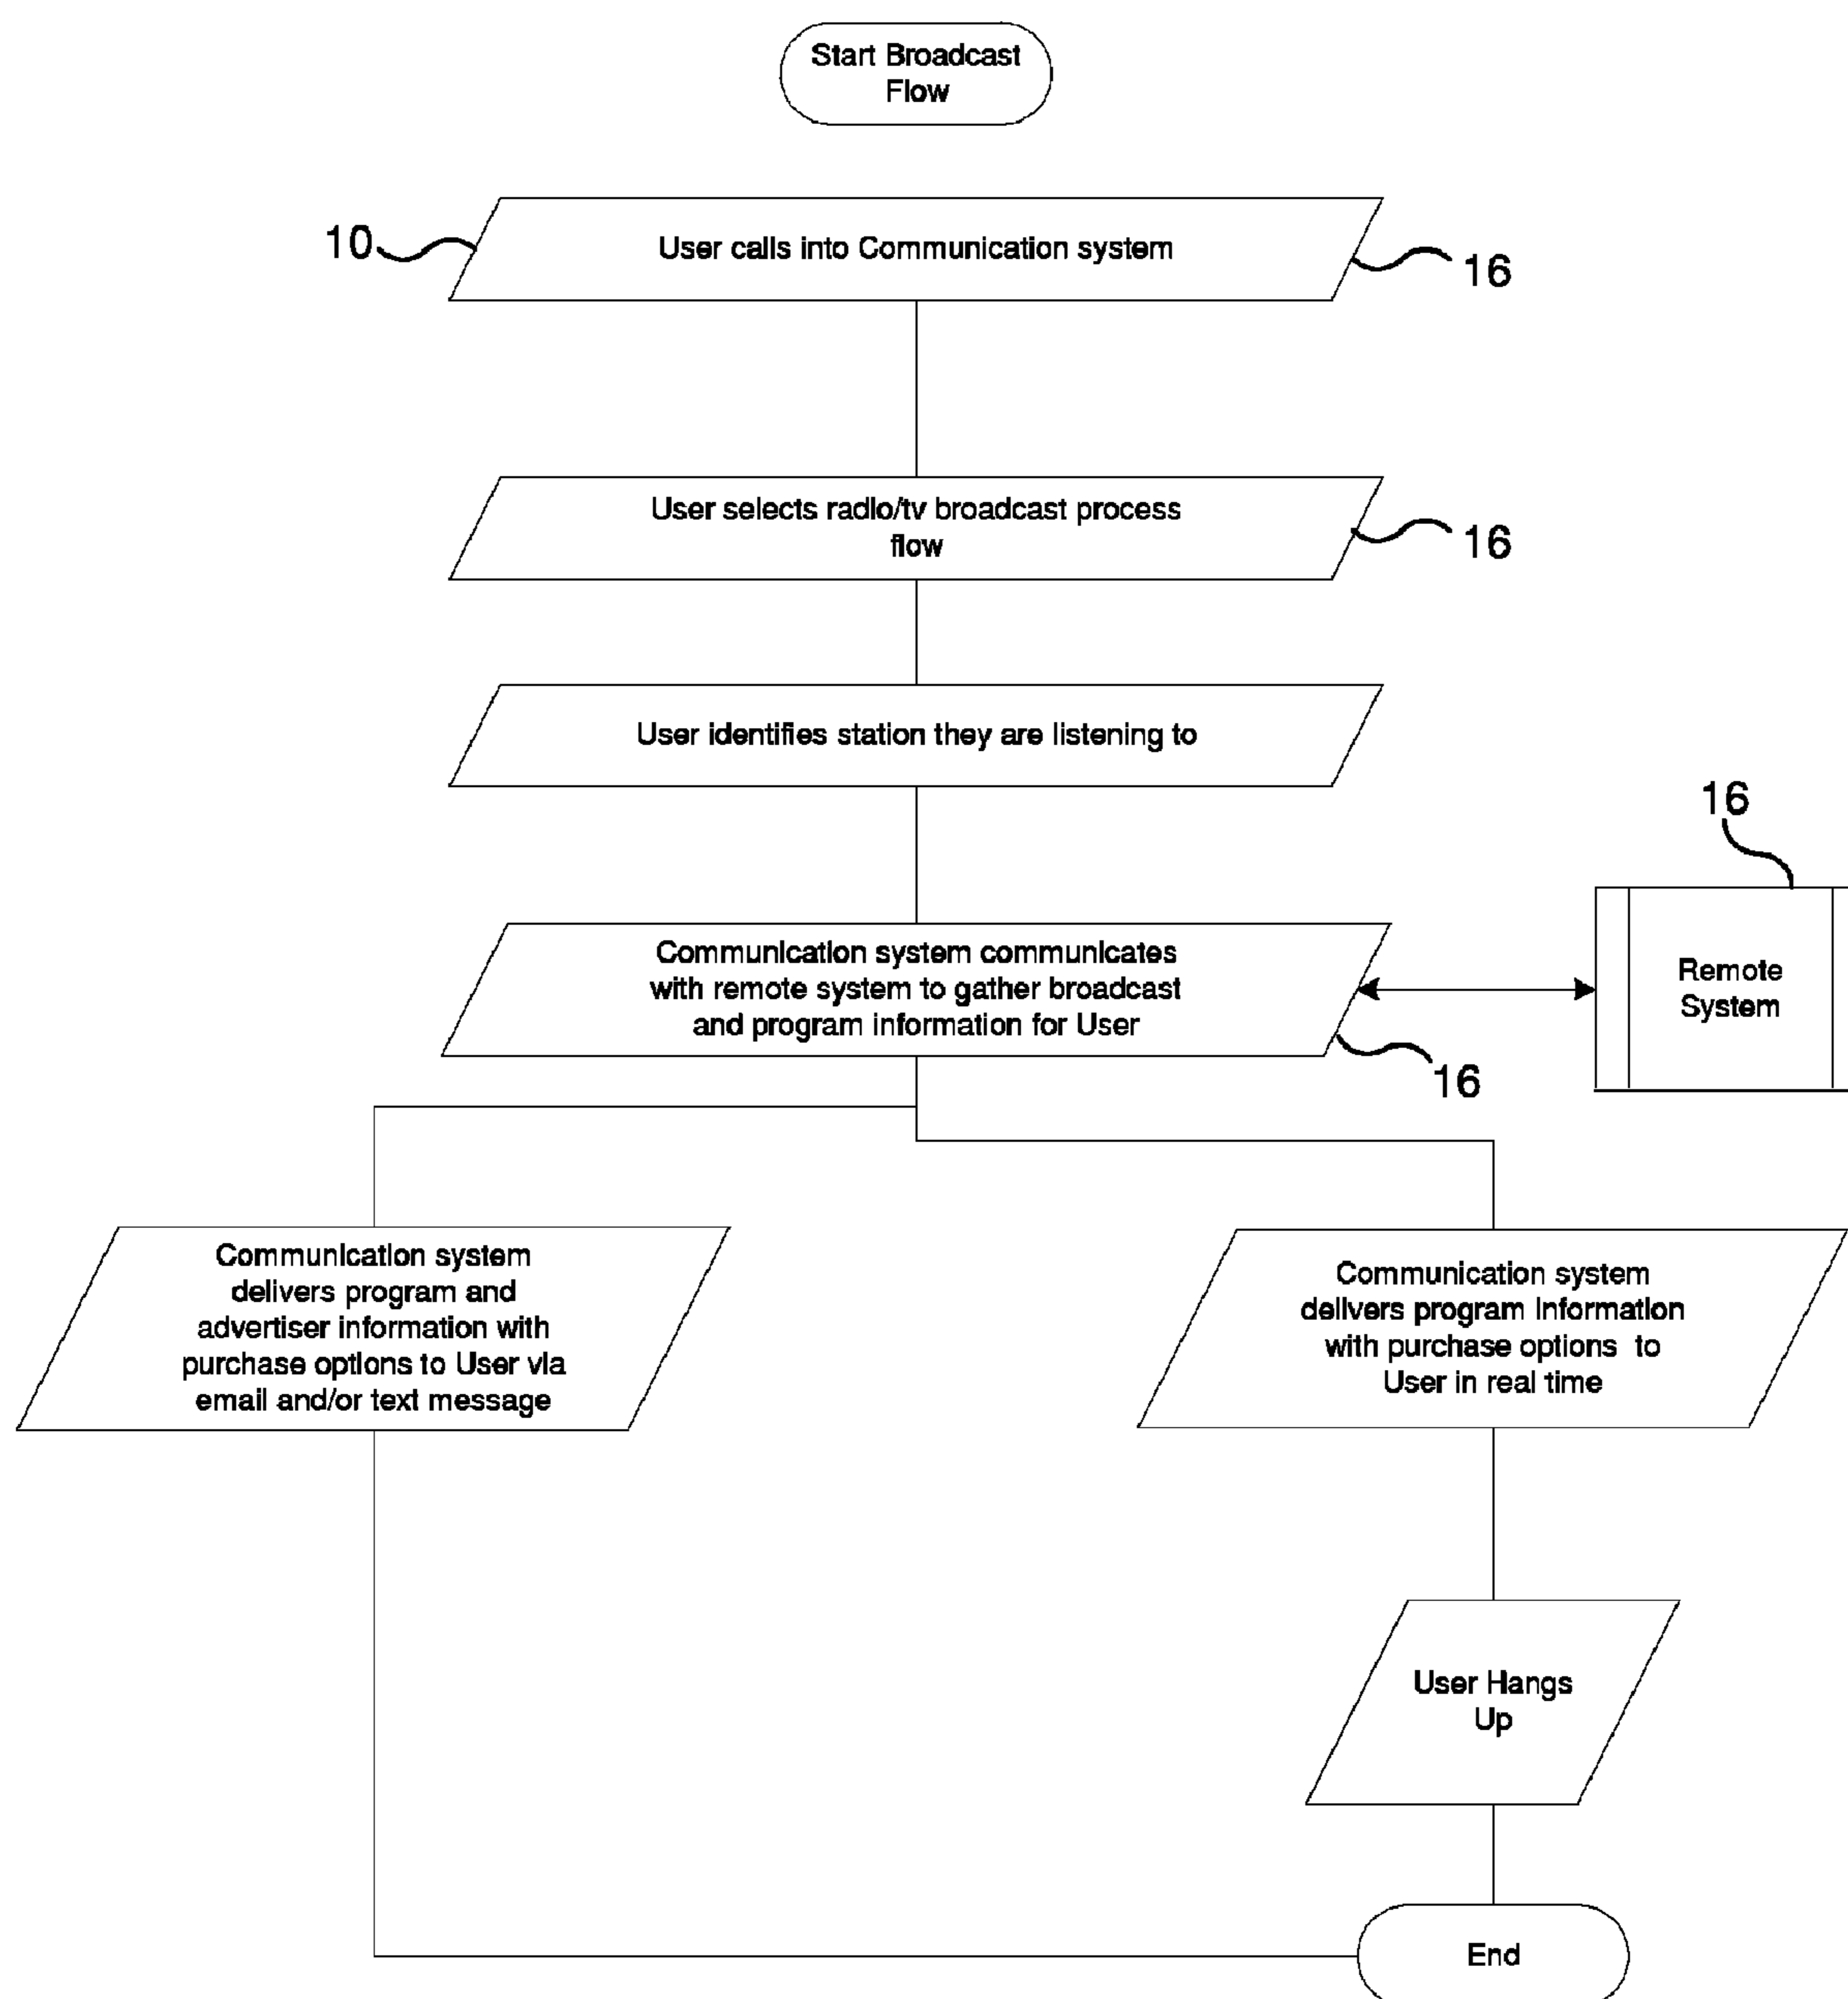 Start Broadcast
Flow
10
User calls into Communication system
16
User selects radio/tv broadcast process
flow
16
User identifies station they are listening to
16
Communication system communicates
with remote system to gather broadcast
and program information for User
Remote
System
16
Communication system
delivers program and
advertiser information with
purchase options to User via
email and/or text message
Communication system
delivers program information
with purchase options to
User in real time
User Hangs
Up
End